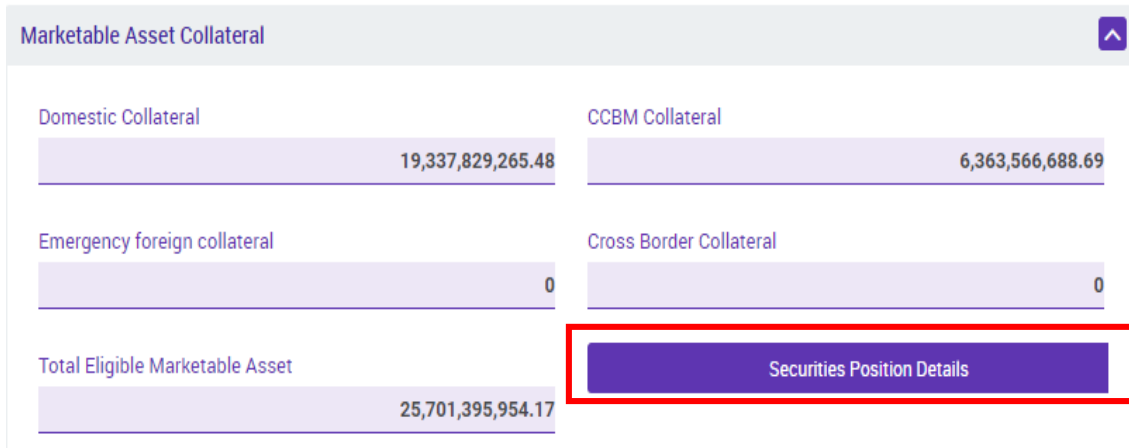 Marketable Asset Collateral
Domestic Collateral
19,337,829,265.48
CCBM Collateral
6,363,566,688.69
Emergency foreign collateral
0
Cross Border Collateral
0
Total Eligible Marketable Asset
25,701,395,954.17
Securities Position Details